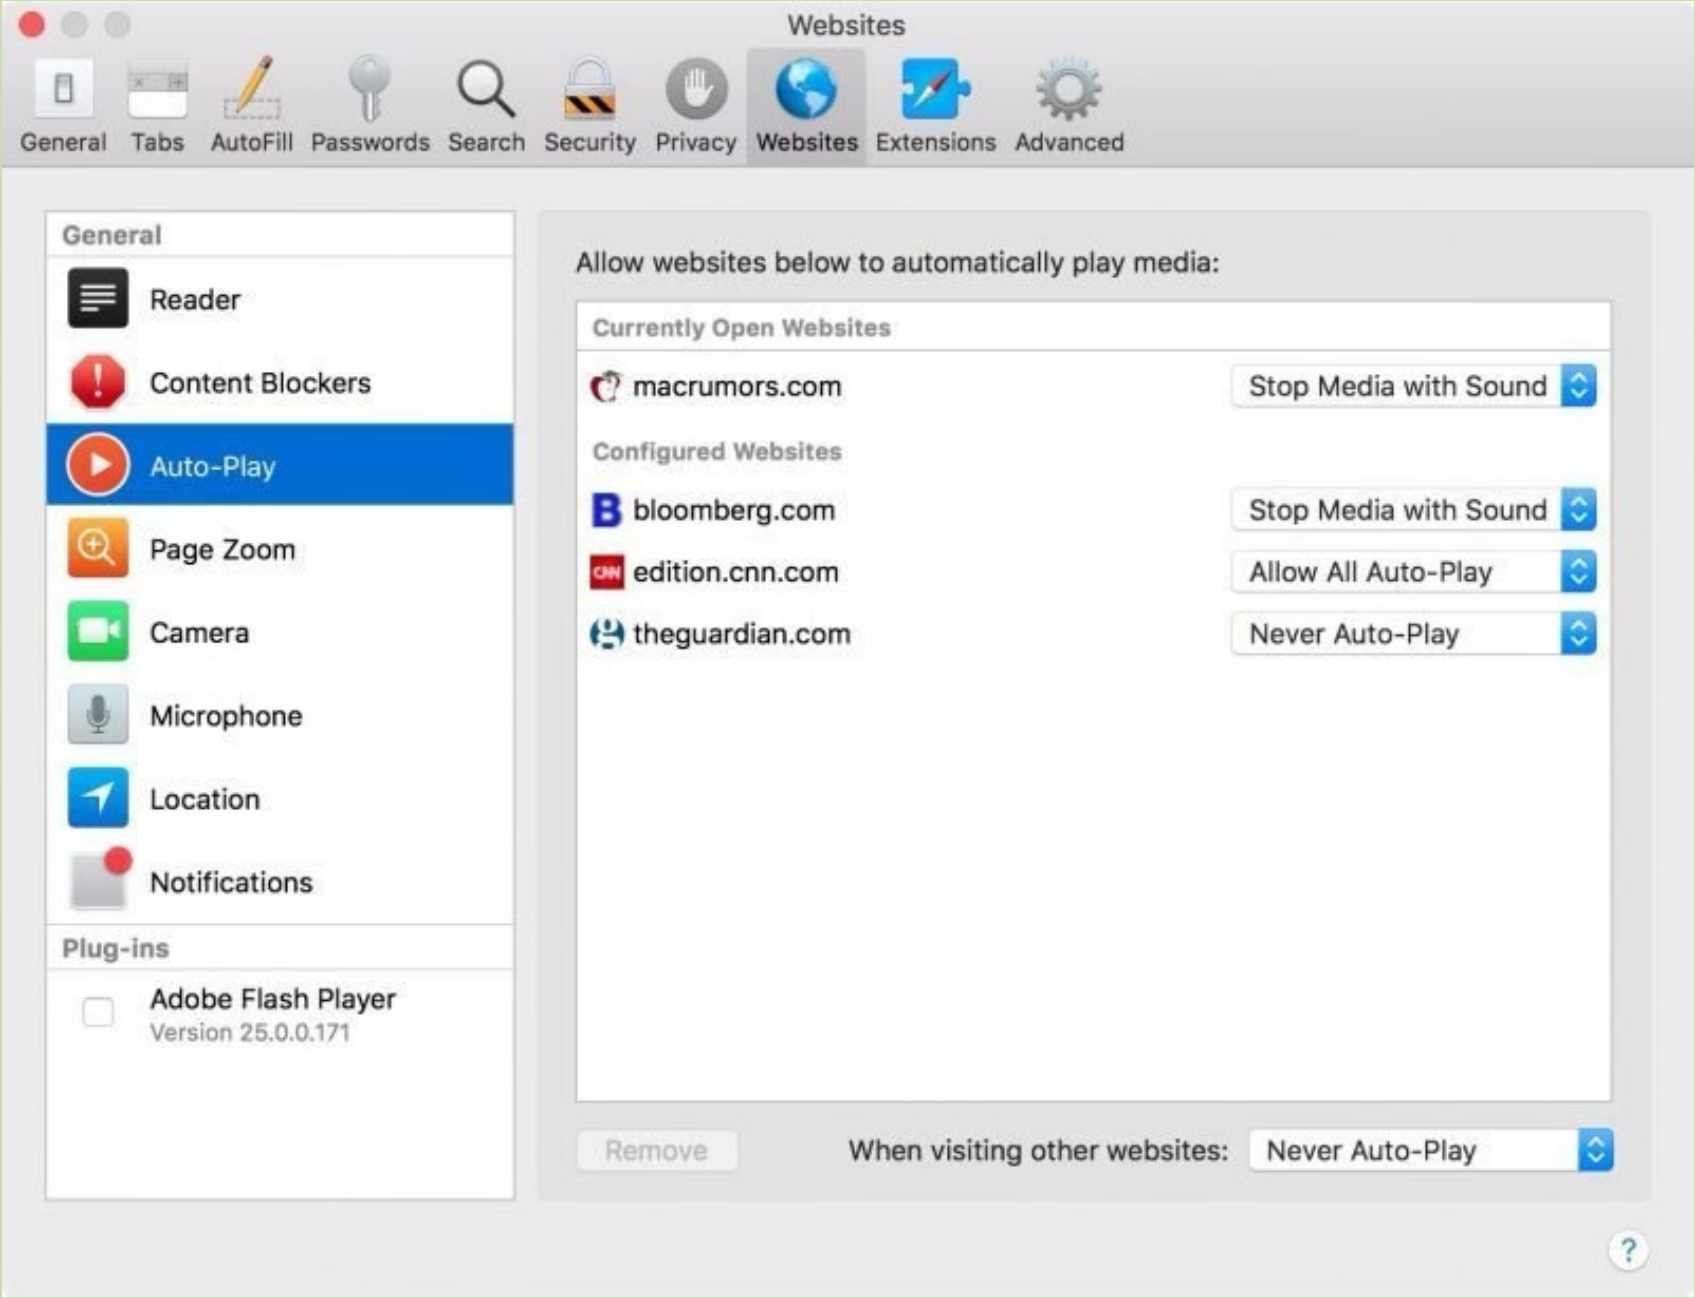 Websites
General Tabs AutoFill Passwords Search Security Privacy Websites Extensions Advanced
General
Reader
Content Blockers
Auto-Play
Page Zoom
Camera
Microphone
Location
Notifications
Plug-ins
Adobe Flash Player
Version 25.0.0.171
Allow websites below to automatically play media:
Currently Open Websites
macrumors.com Stop Media with Sound
Configured Websites
B bloomberg.com Stop Media with Sound
CNN edition.cnn.com Allow All Auto-Play
g theguardian.com Never Auto-Play
Remove When visiting other websites: Never Auto-Play
?